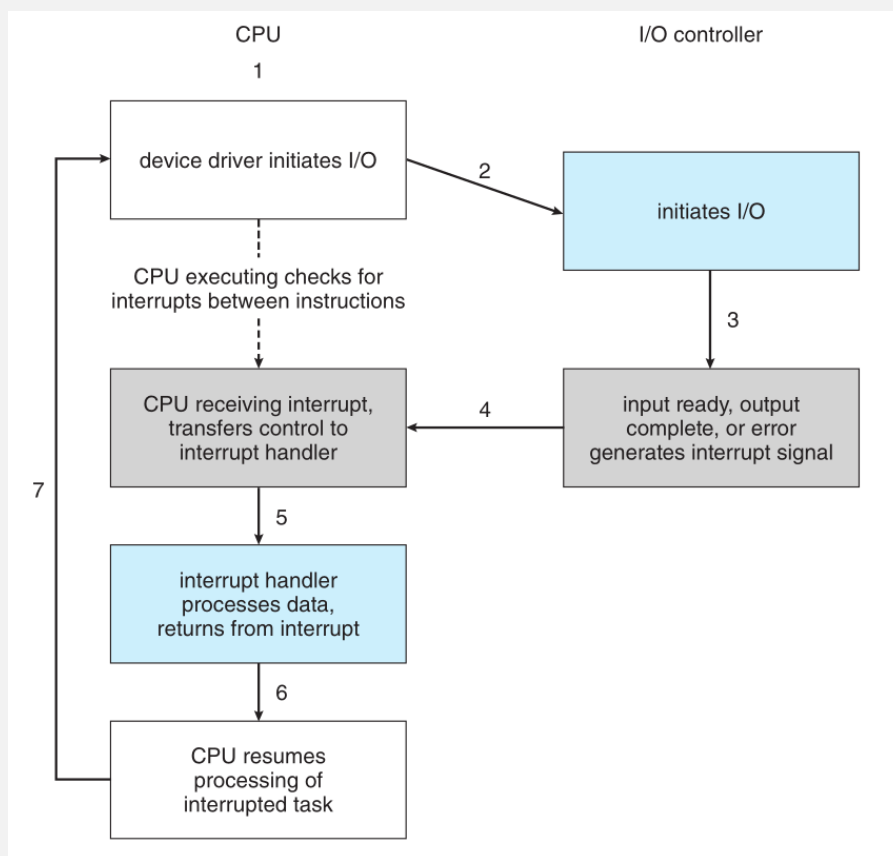 CPU
I/O controller
1
device driver initiates I/O
2
initiates I/O
CPU executing checks for
interrupts between instructions
3
CPU receiving interrupt,
transfers control to
interrupt handler
4
input ready, output
complete, or error
generates interrupt signal
7
5
interrupt handler
processes data,
returns from interrupt
6
CPU resumes
processing of
interrupted task